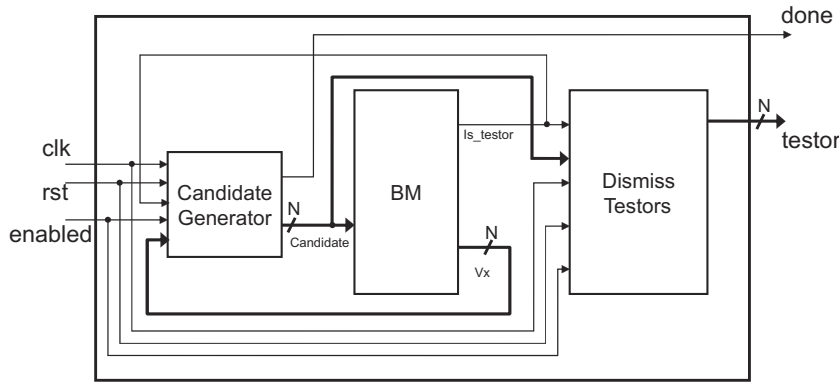 done
N
testor
clk
rst
enabled
Candidate
Generator
N
Candidate
BM
Is_testor
N
Vx
Dismiss
Testors